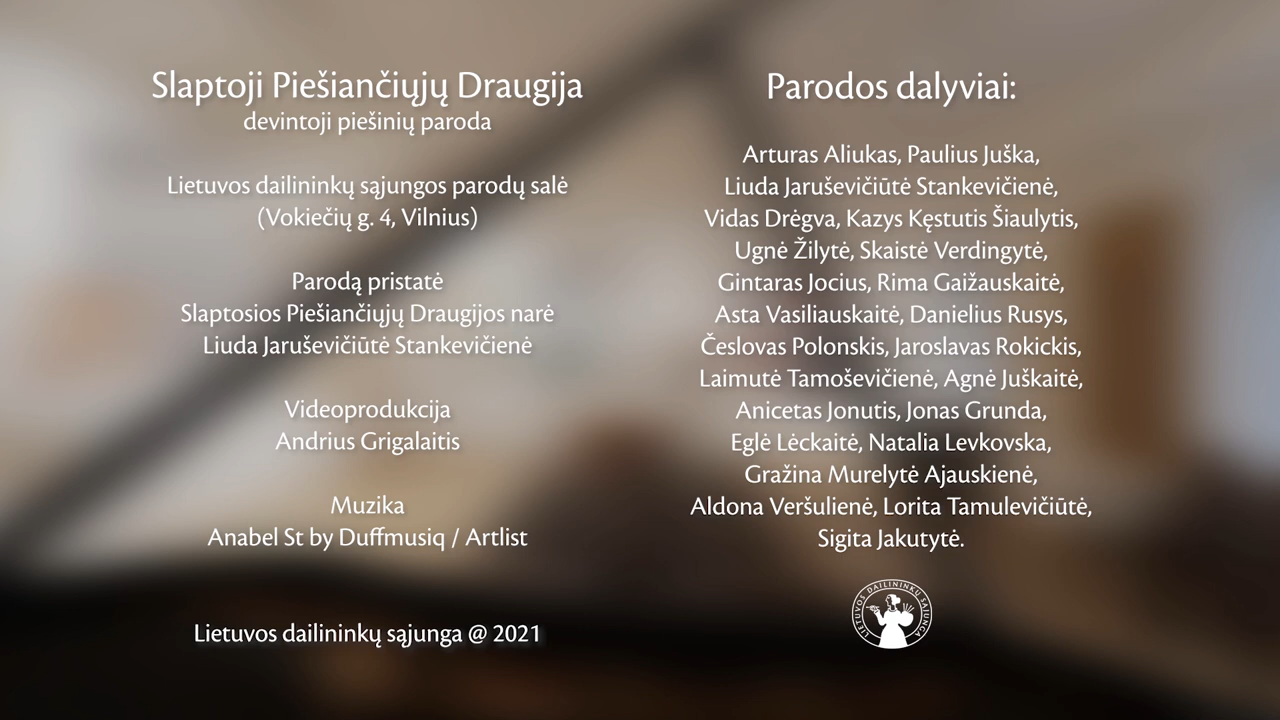 Slaptoji Piešiančiųjų Draugija
devintoji piešinių paroda
Lietuvos dailininkų sąjungos parodų salė
(Vokiečių g. 4, Vilnius)
Parodą pristatė
Slaptosios Piešiančiųjų Draugijos narė
Liuda Jaruševičiūtė Stankevičienė
Videoprodukcija
Andrius Grigalaitis
Muzika
Anabel St by Duffmusiq / Artlist
Lietuvos dailininkų sąjunga @ 2021
Parodos dalyviai:
Arturas Aliukas, Paulius Juška,
Liuda Jaruševičiūtė Stankevičienė,
Vidas Drėgva, Kazys Kęstutis Šiaulytis,
Ugnė Žilytė, Skaistė Verdingytė,
Gintaras Jocius, Rima Gaižauskaitė,
Asta Vasiliauskaitė, Danielius Rusys,
Česlovas Polonskis, Jaroslavas Rokickis,
Laimutė Tamoševičienė, Agnė Juškaitė,
Anicetas Jonutis, Jonas Grunda,
Eglė Lėckaitė, Natalia Levkovska,
Gražina Murelytė Ajauskienė,
Aldona Veršulienė, Lorita Tamulevičiūtė,
Sigita Jakutytė.
LIETUVOS DAILININKŲ SĄJUNGA